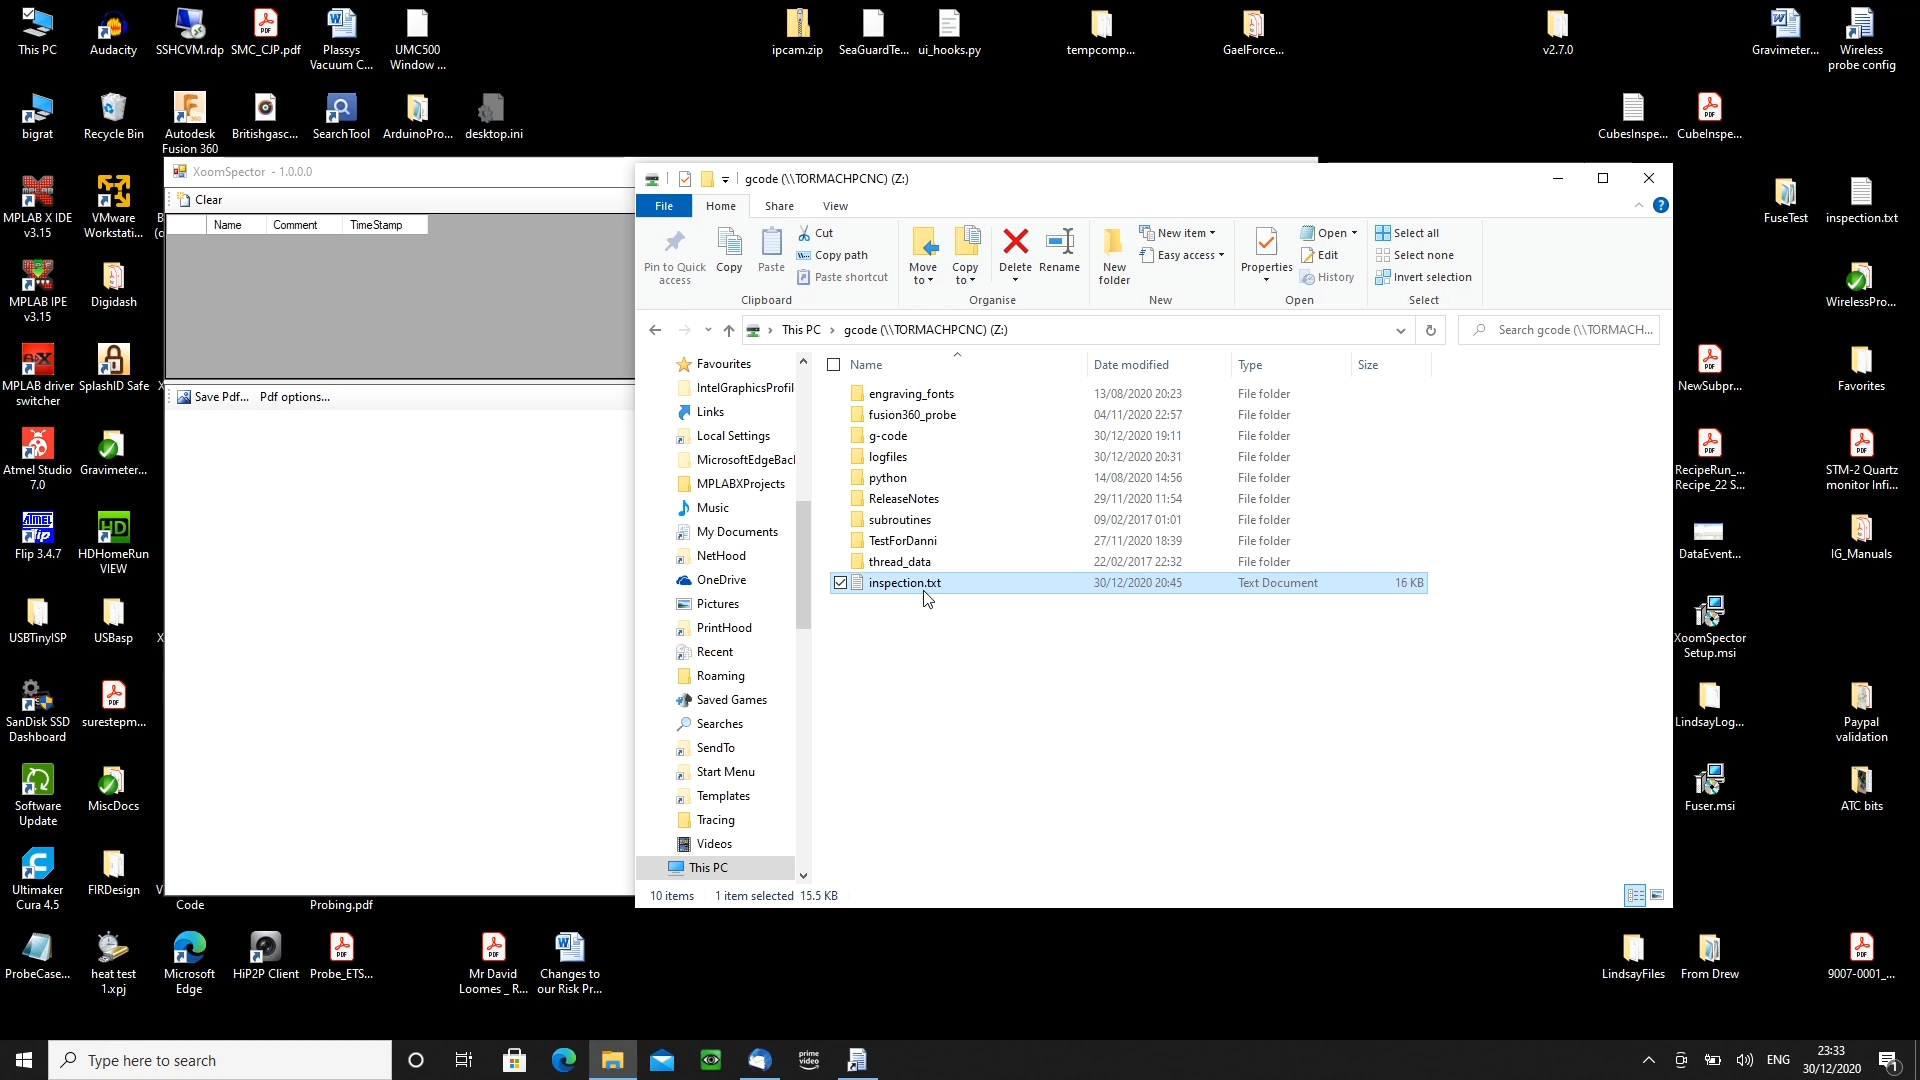 This PC
Audacity
SSHCVM.rdp
SMC_CJP.pdf
Plassys
Vacuum C...
UMC500
Window ...
ipcam.zip
SeaGuardTe...
ui_hooks.py
tempcomp...
GaelForce...
v2.7.0
Gravimeter...
Wireless
probe config
bigrat
Recycle Bin
Autodesk
Fusion 360
Britishgasc...
SearchTool
ArduinoPro...
desktop.ini
CubesInspe...
CubeInspe...
MPLAB X IDE
v3.15
VMware
Workstati...
FuseTest
inspection.txt
MPLAB IPE
v3.15
Digidash
WirelessPro...
MPLAB driver
switcher
SplashID Safe
NewSubpr...
Favorites
Atmel Studio
7.0
Gravimeter...
RecipeRun_...
Recipe_22 S...
STM-2 Quartz
monitor Infi...
Flip 3.4.7
HDHomeRun
VIEW
DataEvent...
IG_Manuals
USBTinyISP
USBasp
XoomSpector
Setup.msi
SanDisk SSD
Dashboard
surestepm...
LindsayLog...
Paypal
validation
Software
Update
MiscDocs
Fuser.msi
ATC bits
Ultimaker
Cura 4.5
FIRDesign
Code
Probing.pdf
ProbeCase...
heat test
1.xpj
Microsoft
Edge
HiP2P Client
Probe_ETS...
Mr David
Loomes _ R...
Changes to
our Risk Pr...
LindsayFiles
From Drew
9007-0001_...
XoomSpector - 1.0.0.0
Clear
Name Comment TimeStamp
Save Pdf... Pdf options...
gcode (\\TORMACHPCNC) (Z:)
File Home Share View
Pin to Quick
access
Copy
Paste
Cut
Copy path
Paste shortcut
Clipboard
Move
to
Copy
to
Delete
Rename
Organise
New
folder
New item
Easy access
New
Properties
Open
Edit
History
Open
Select all
Select none
Invert selection
Select
This PC › gcode (\\TORMACHPCNC) (Z:)
Search gcode (\\TORMACH...
Favourites
IntelGraphicsProfil
Links
Local Settings
MicrosoftEdgeBacl
MPLABXProjects
Music
My Documents
NetHood
OneDrive
Pictures
PrintHood
Recent
Roaming
Saved Games
Searches
SendTo
Start Menu
Templates
Tracing
Videos
This PC
Name Date modified Type Size
engraving_fonts 13/08/2020 20:23 File folder
fusion360_probe 04/11/2020 22:57 File folder
g-code 30/12/2020 19:11 File folder
logfiles 30/12/2020 20:31 File folder
python 14/08/2020 14:56 File folder
ReleaseNotes 29/11/2020 11:54 File folder
subroutines 09/02/2017 01:01 File folder
TestForDanni 27/11/2020 18:39 File folder
thread_data 22/02/2017 22:32 File folder
inspection.txt 30/12/2020 20:45 Text Document 16 KB
10 items 1 item selected 15.5 KB
Type here to search
prime
video
ENG
23:33
30/12/2020
1